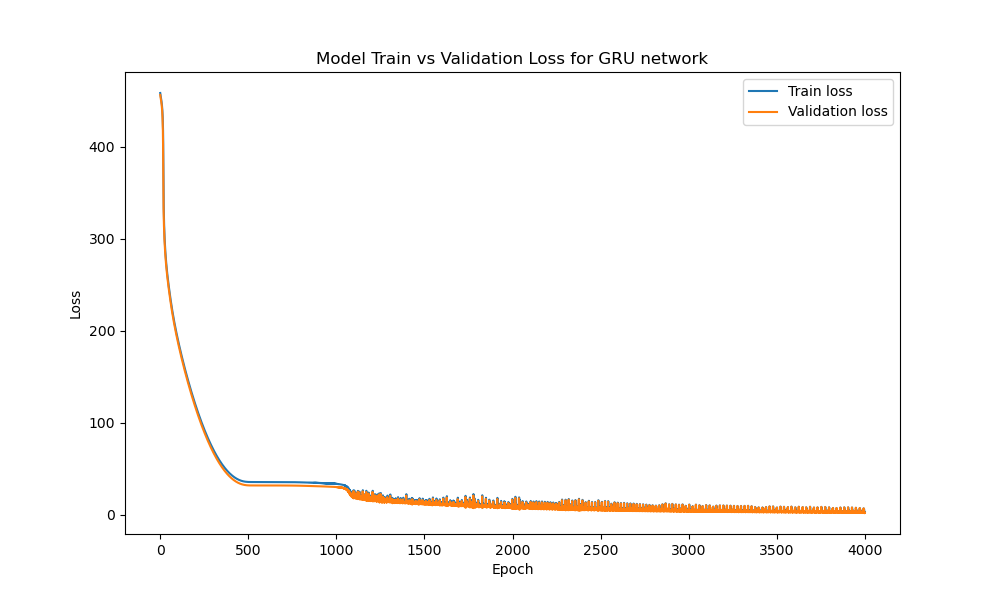 Model Train vs Validation Loss for GRU network
Train loss
Validation loss
400
300
200
100
0
Loss
0 500 1000 1500 2000 2500 3000 3500 4000
Epoch